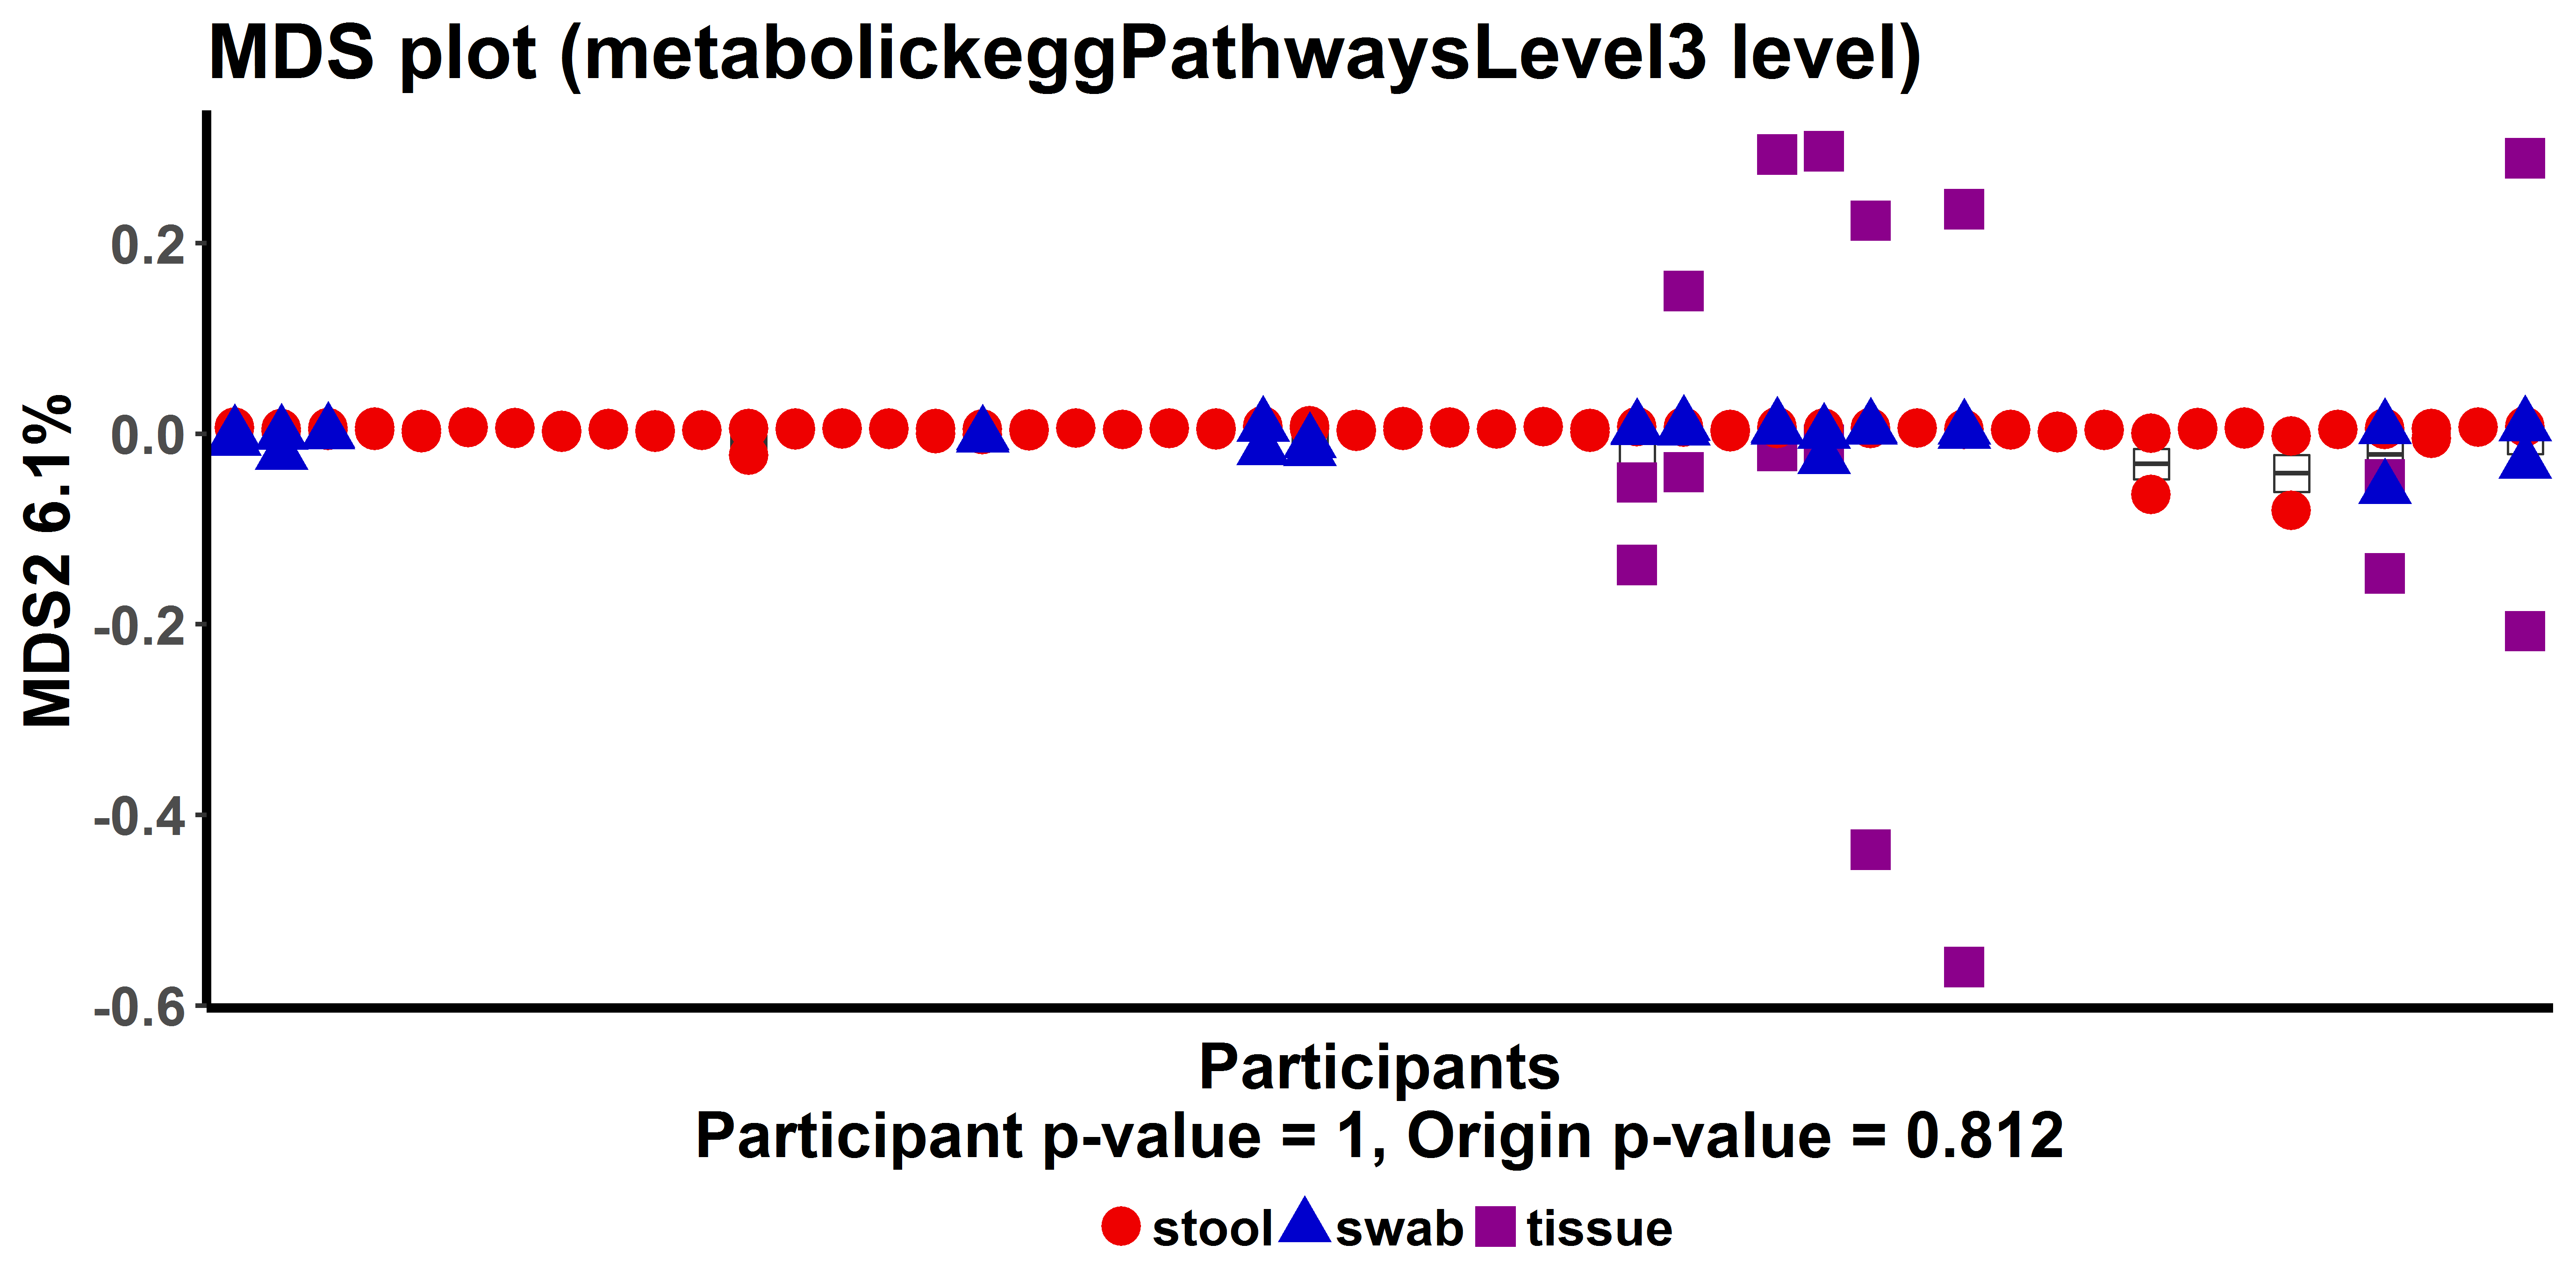 MDS plot (metabolickeggPathwaysLevel3 level)
MDS2 6.1%
0.2
0.0
-0.2
-0.4
-0.6
Participants
Participant p-value = 1, Origin p-value = 0.812
stool swab tissue